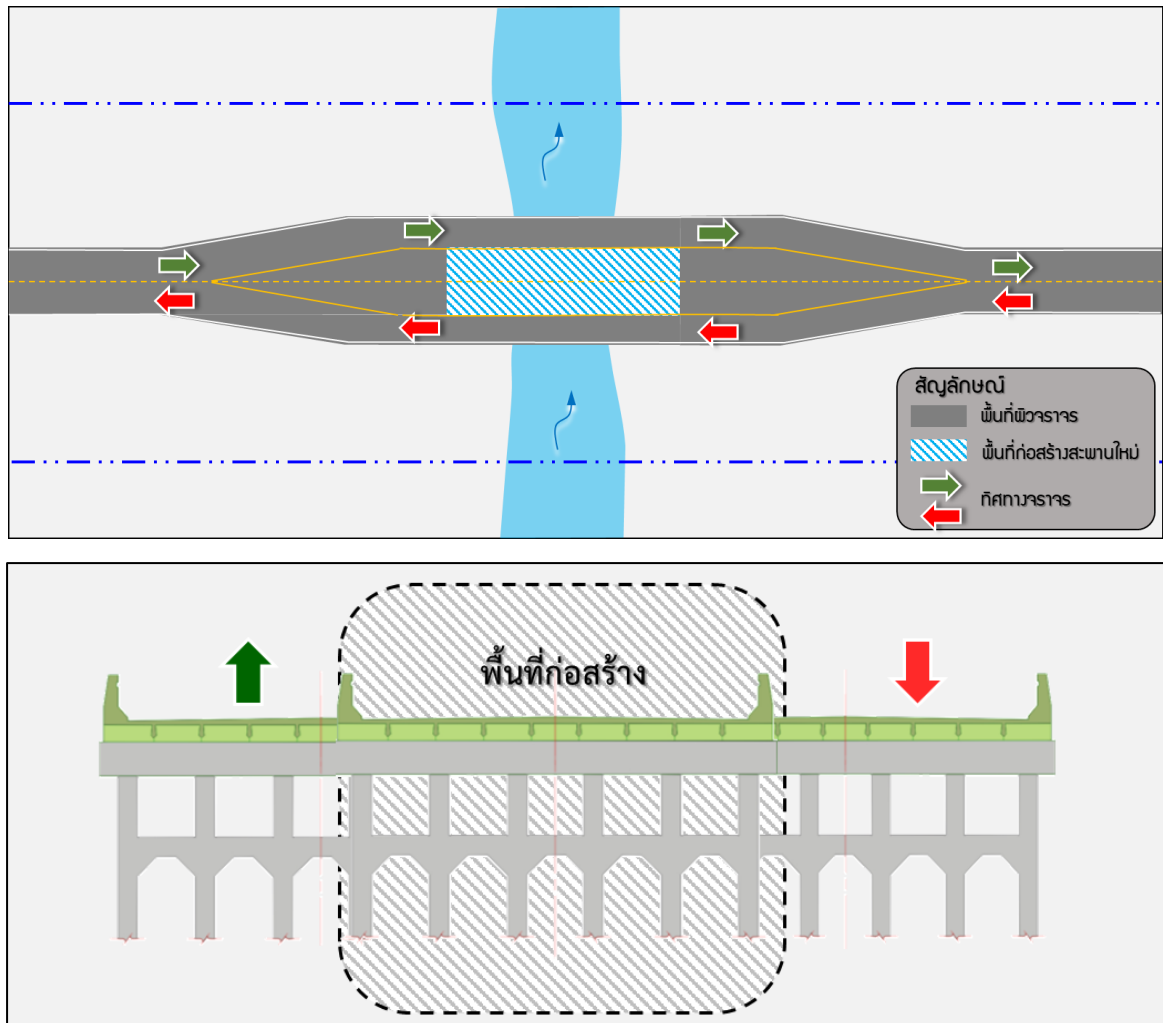 สัญลักษณ์
พื้นที่ผิวจราจร
พื้นที่ก่อสร้างสะพานใหม่
ทิศทางจราจร
พื้นที่ก่อสร้าง